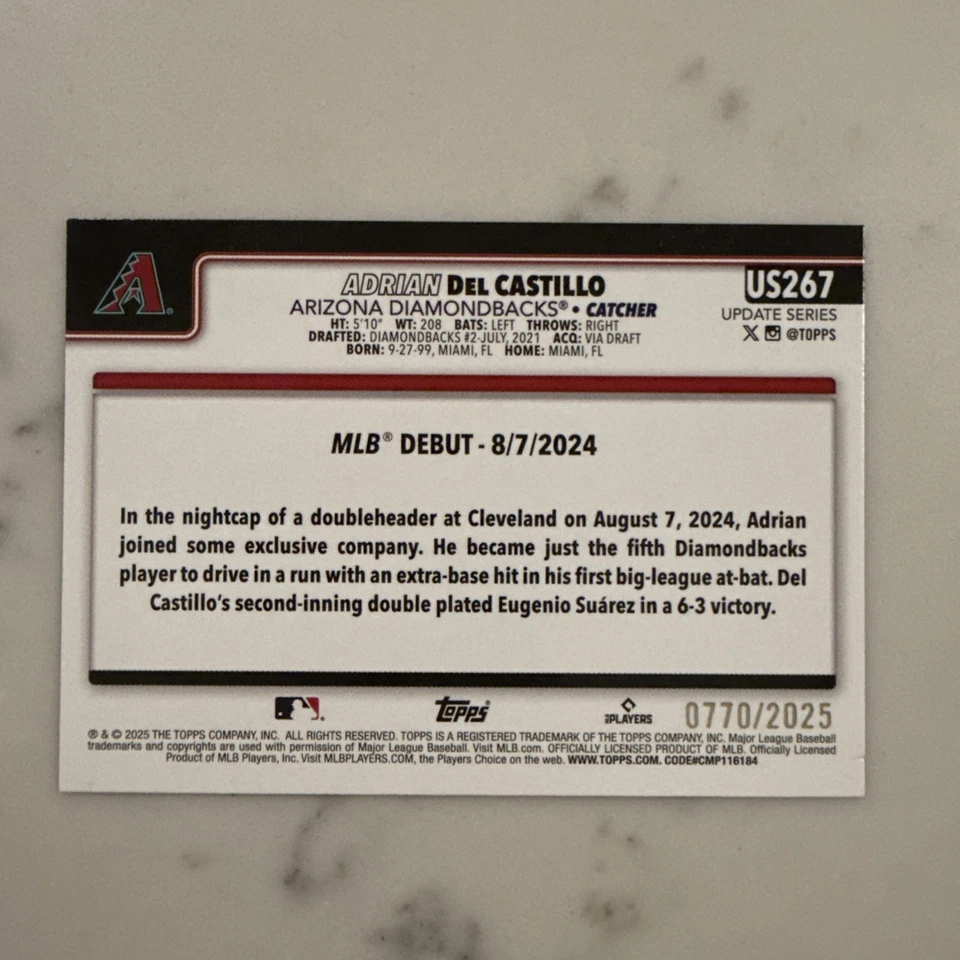 ADRIAN DEL CASTILLO
US267
ARIZONA DIAMONDBACKS® • CATCHER
UPDATE SERIES
HT: 5'10" WT: 208 BATS: LEFT THROWS: RIGHT
@TOPPS
DRAFTED: DIAMONDBACKS #2-JULY, 2021 ACQ: VIA DRAFT
BORN: 9-27-99, MIAMI, FL HOME: MIAMI, FL
MLB® DEBUT - 8/7/2024
In the nightcap of a doubleheader at Cleveland on August 7, 2024, Adrian
joined some exclusive company. He became just the fifth Diamondbacks
player to drive in a run with an extra-base hit in his first big-league at-bat. Del
Castillo's second-inning double plated Eugenio Suárez in a 6-3 victory.
Topps®
MLB PLAYERS
0770/2025
® & © 2025 THE TOPPS COMPANY, INC. ALL RIGHTS RESERVED. TOPPS IS A REGISTERED TRADEMARK OF THE TOPPS COMPANY, INC. Major League Baseball
trademarks and copyrights are used with permission of Major League Baseball. Visit MLB.com. OFFICIALLY LICENSED PRODUCT OF MLB. Officially Licensed
Product of MLB Players, Inc. Visit MLBPLAYERS.COM, the Players Choice on the web. WWW.TOPPS.COM. CODE#CMP116184